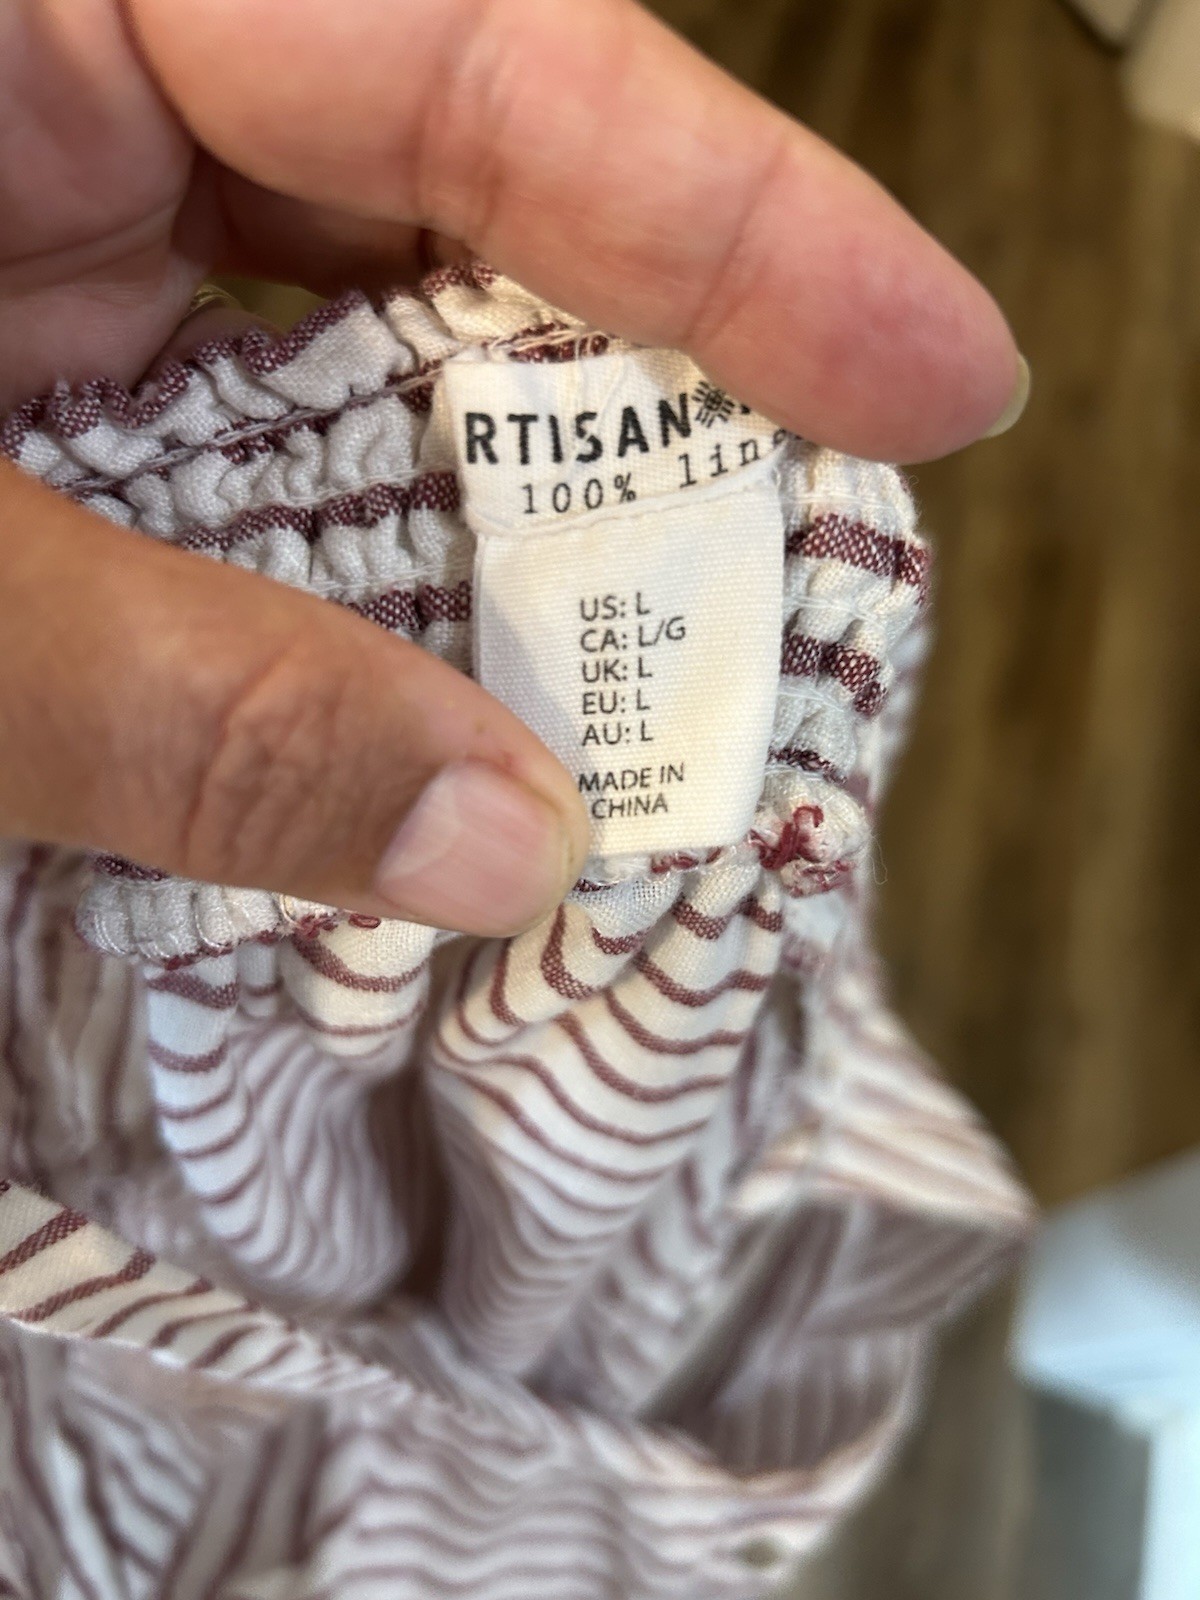 RTISAN
100% lin
US: L
CA: L/G
UK: L
EU: L
AU: L
MADE IN
CHINA